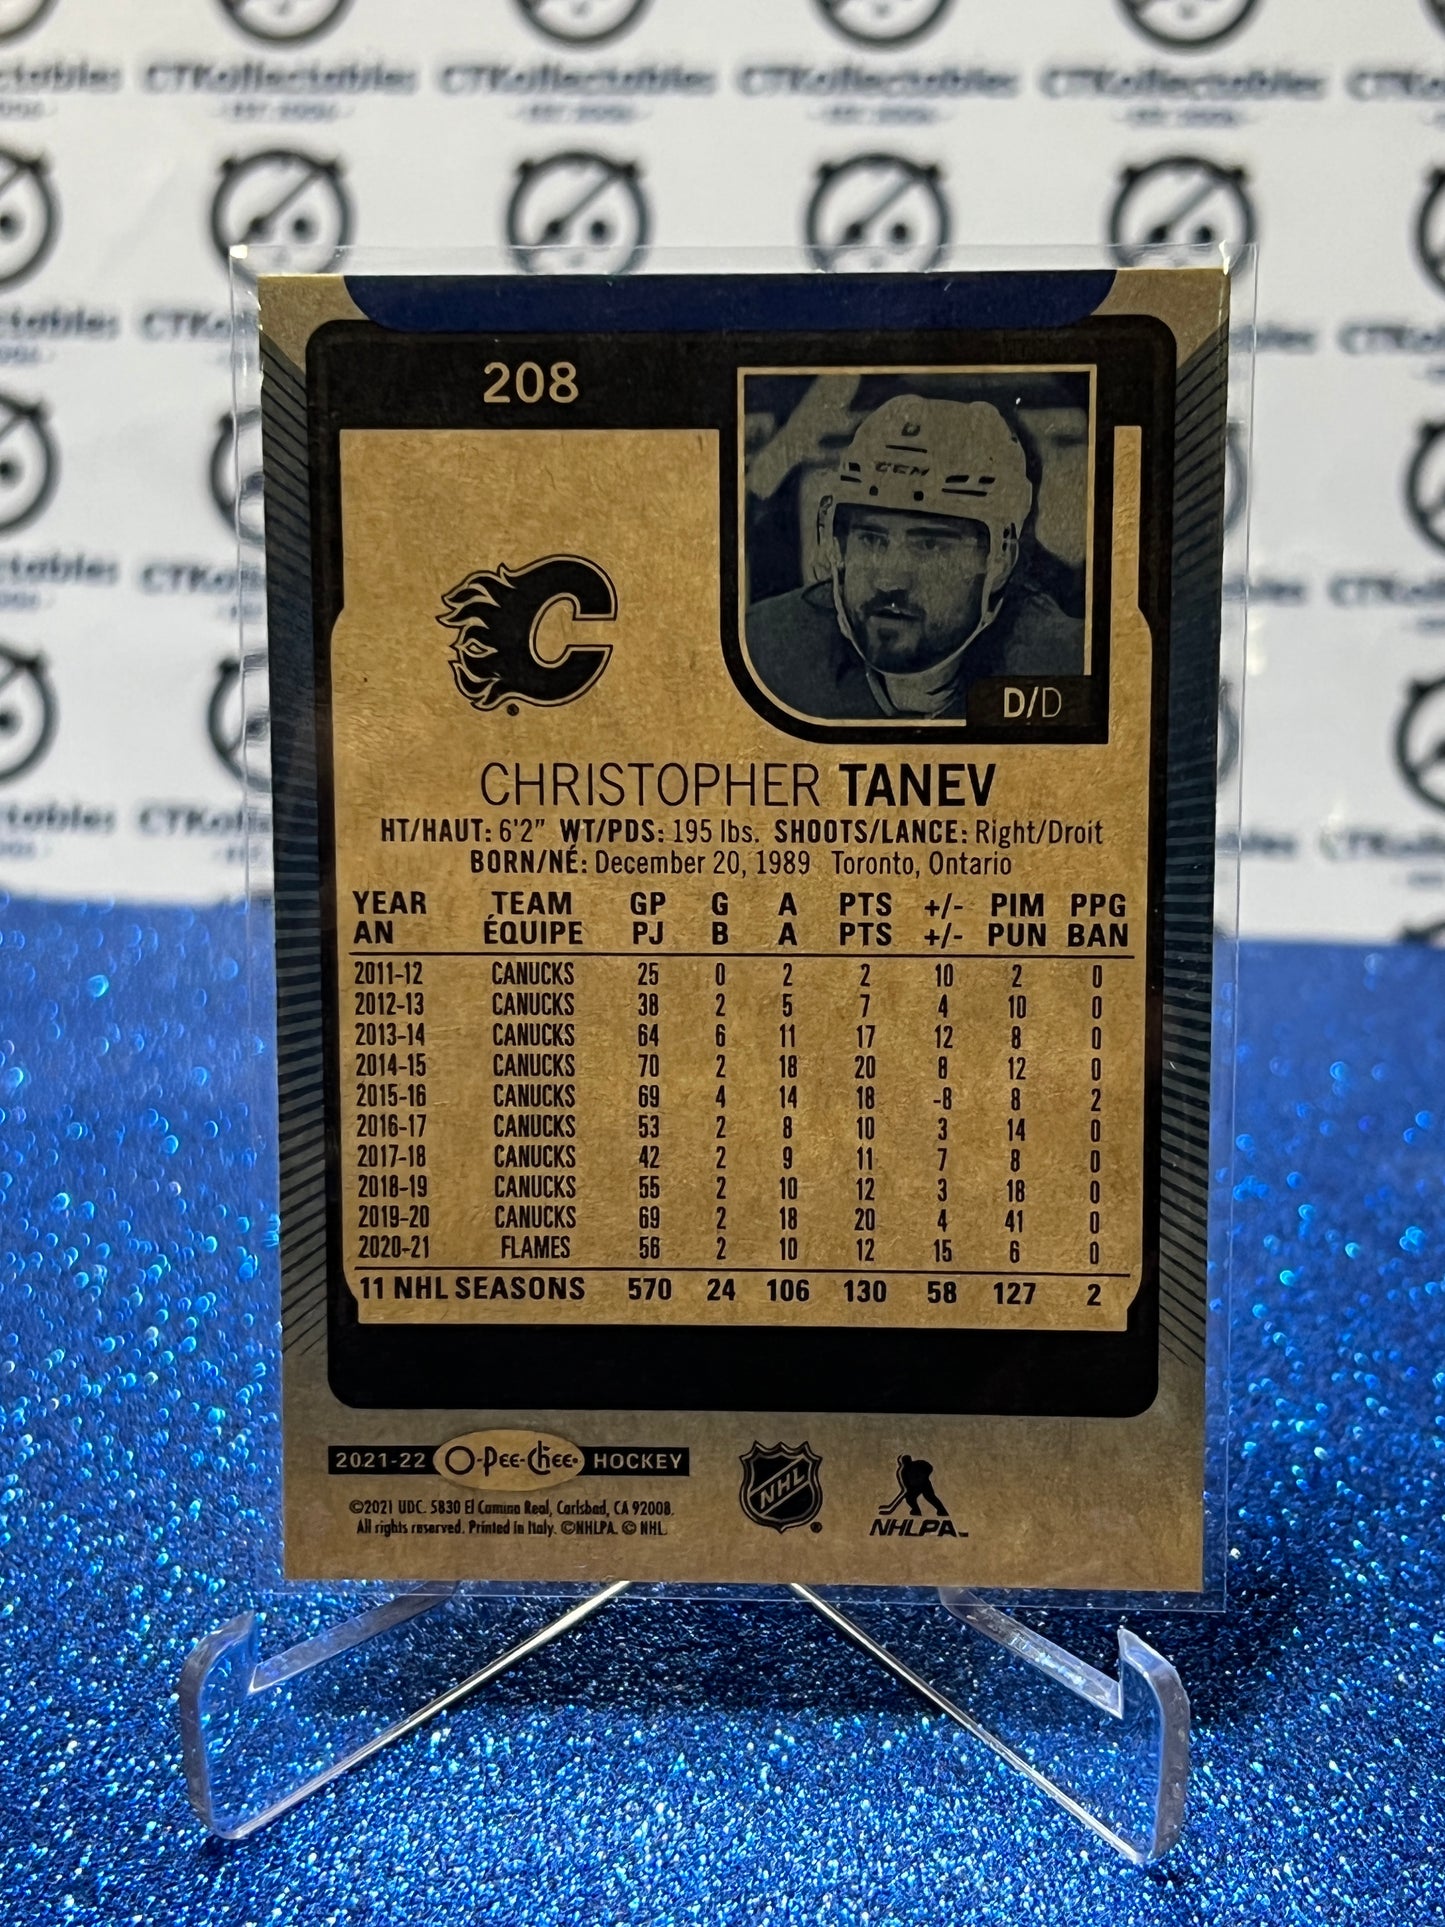 CTKollectables CTKollectables CTKollectables CTKollectables
208
CCM
C
D/D
CHRISTOPHER TANEV
HT/HAUT: 6'2" WT/PDS: 195 lbs. SHOOTS/LANCE: Right/Droit
BORN/NÉ: December 20, 1989 Toronto, Ontario
YEAR TEAM GP G A PTS +/- PIM PPG
AN ÉQUIPE PJ B A PTS +/- PUN BAN
2011-12 CANUCKS 25 0 2 2 10 2 0
2012-13 CANUCKS 38 2 5 7 4 10 0
2013-14 CANUCKS 64 6 11 17 12 8 0
2014-15 CANUCKS 70 2 18 20 8 12 0
2015-16 CANUCKS 69 4 14 18 -8 8 2
2016-17 CANUCKS 53 2 8 10 3 14 0
2017-18 CANUCKS 42 2 9 11 7 8 0
2018-19 CANUCKS 55 2 10 12 3 18 0
2019-20 CANUCKS 69 2 18 20 4 41 0
2020-21 FLAMES 56 2 10 12 15 6 0
11 NHL SEASONS 570 24 106 130 58 127 2
2021-22 O-Pee-Chee HOCKEY
©2021 UDC. 5830 El Camino Real, Carlsbad, CA 92008.
All rights reserved. Printed in Italy. ©NHLPA. © NHL.
NHL
NHLPA